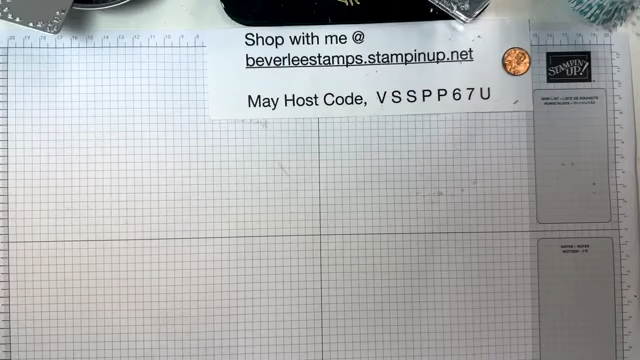 Shop with me @
beverleestamps.stampinup.net
May Host Code, VSSPP67U
STAMPIN' UP!